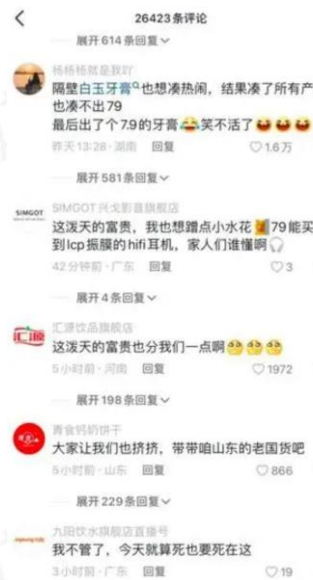 26423条评论
展开614条回复
杨杨杨就是我吖
隔壁白玉牙膏也想凑热闹，结果凑了所有产
也凑不出79
最后出了个7.9的牙膏😂笑不活了😆😆😆
昨天13:28·湖南 回复 1.6万
展开581条回复
SIMGOT
SIMGOT兴戈影音旗舰店
这泼天的富贵，我也想蹭点小水花 79能买
到lcp振膜的hifi耳机，家人们谁懂啊🎧
42分钟前·广东 回复 3
展开4条回复
汇源
汇源饮品旗舰店
这泼天的富贵也分我们一点啊
5小时前·河南 回复 1972
展开198条回复
青食钙奶饼干
大家让我们也挤挤，带带咱山东的老国货吧
5小时前·山东 回复 866
展开229条回复
九阳饮水旗舰店直播号
我不管了，今天就算死也要死在这
3小时前·广东 回复 19